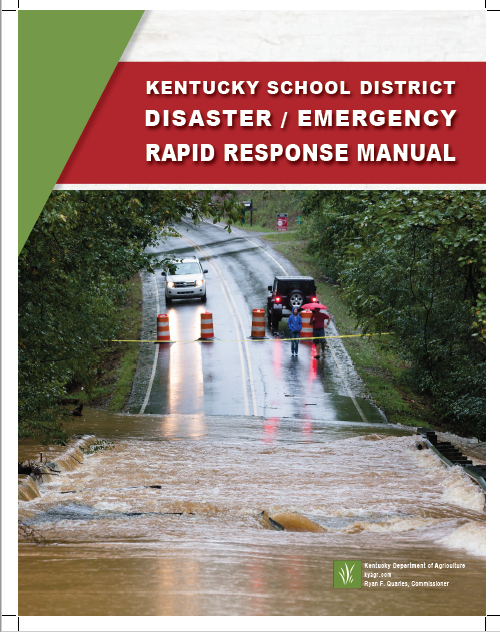 KENTUCKY SCHOOL DISTRICT
DISASTER / EMERGENCY
RAPID RESPONSE MANUAL
Kentucky Department of Agriculture
kyagr.com
Ryan F. Quarles, Commissioner